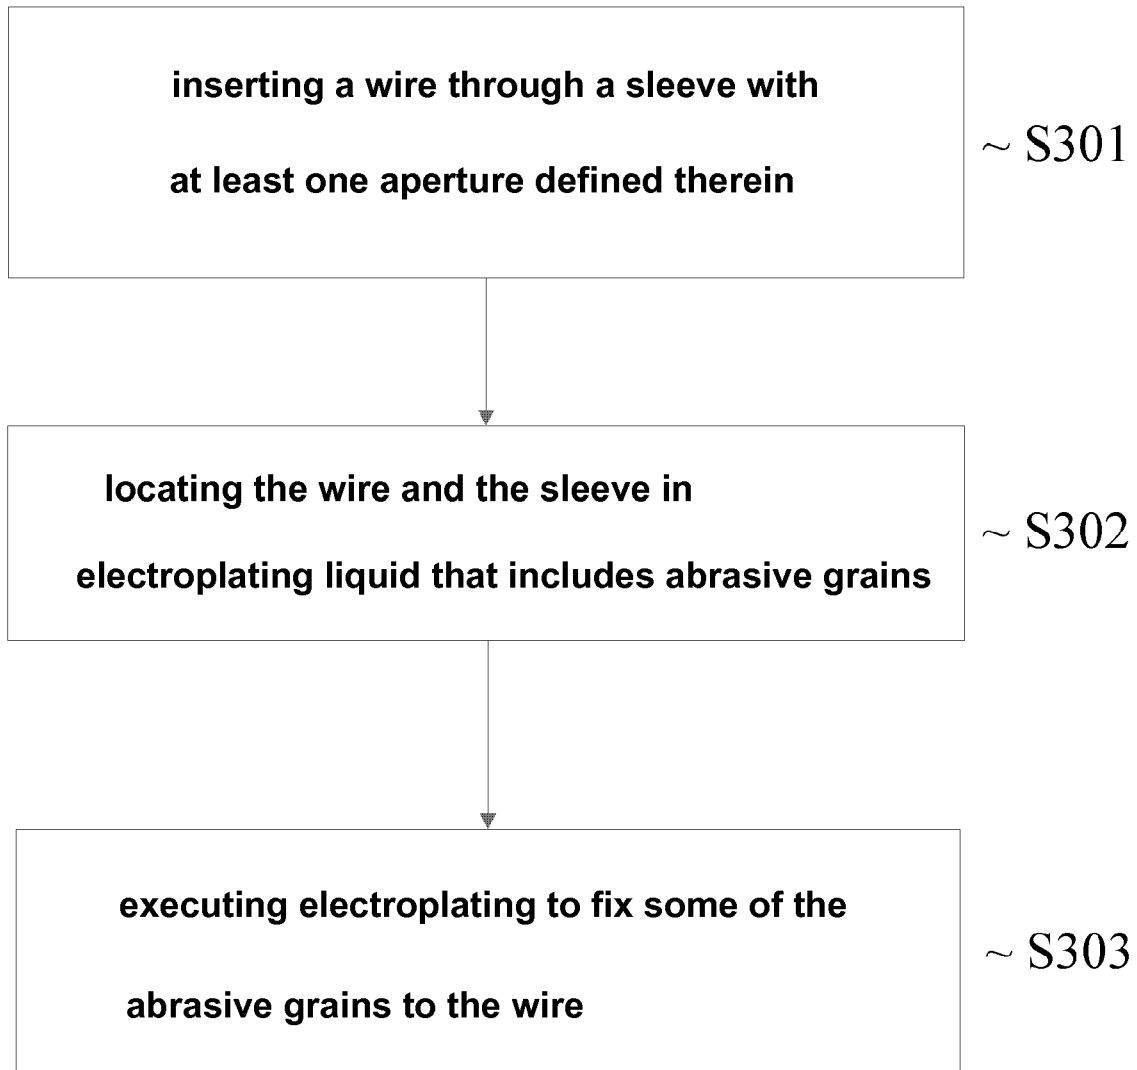 inserting a wire through a sleeve with
at least one aperture defined therein
~ S301
locating the wire and the sleeve in
electroplating liquid that includes abrasive grains
~ S302
executing electroplating to fix some of the
abrasive grains to the wire
~ S303